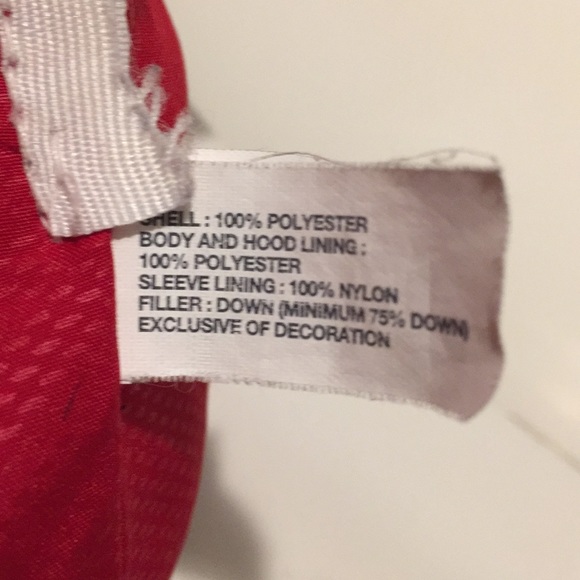 SHELL : 100% POLYESTER
BODY AND HOOD LINING :
100% POLYESTER
SLEEVE LINING : 100% NYLON
FILLER : DOWN (MINIMUM 75% DOWN)
EXCLUSIVE OF DECORATION